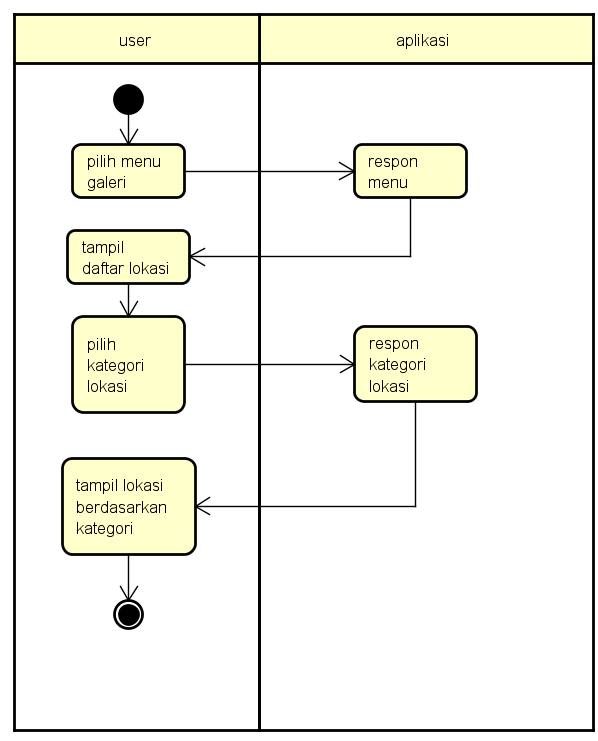 user
aplikasi
pilih menu
galeri
respon
menu
tampil
daftar lokasi
pilih
kategori
lokasi
respon
kategori
lokasi
tampil lokasi
berdasarkan
kategori